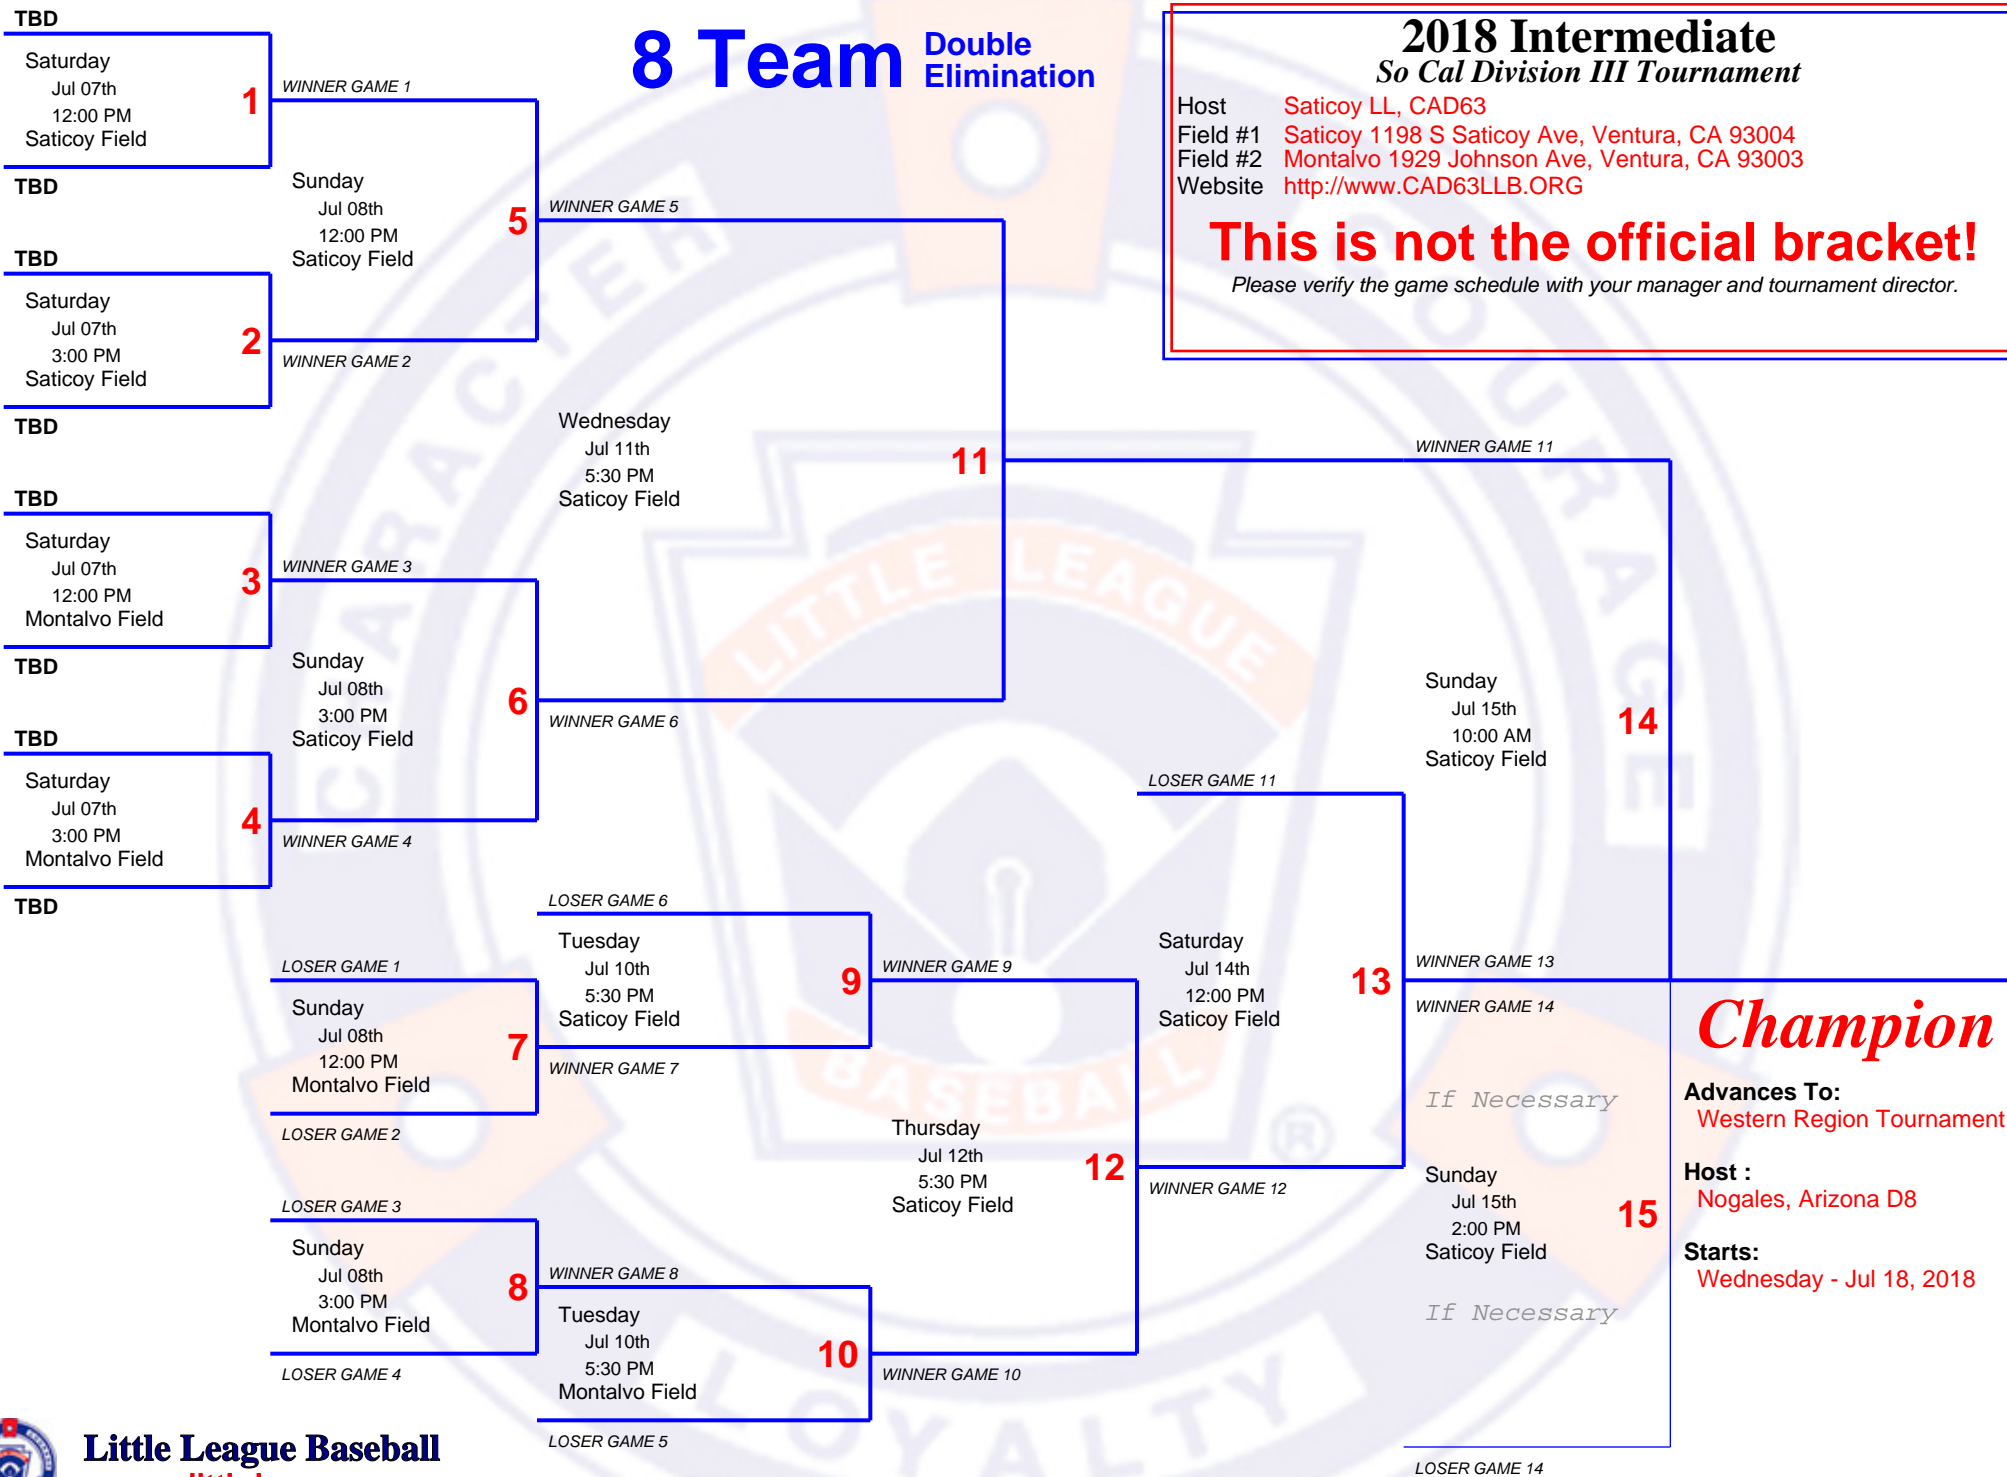 8 Team Double
Elimination
2018 Intermediate
So Cal Division III Tournament
Host Saticoy LL, CAD63
Field #1 Saticoy 1198 S Saticoy Ave, Ventura, CA 93004
Field #2 Montalvo 1929 Johnson Ave, Ventura, CA 93003
Website http://www.CAD63LLB.ORG
This is not the official bracket!
Please verify the game schedule with your manager and tournament director.
TBD
Saturday
Jul 07th
12:00 PM
Saticoy Field
1
TBD
TBD
Saturday
Jul 07th
3:00 PM
Saticoy Field
2
TBD
TBD
Saturday
Jul 07th
12:00 PM
Montalvo Field
3
TBD
TBD
Saturday
Jul 07th
3:00 PM
Montalvo Field
4
TBD
WINNER GAME 1
Sunday
Jul 08th
12:00 PM
Saticoy Field
5
WINNER GAME 2
WINNER GAME 3
Sunday
Jul 08th
3:00 PM
Saticoy Field
6
WINNER GAME 4
LOSER GAME 1
Sunday
Jul 08th
12:00 PM
Montalvo Field
7
LOSER GAME 2
LOSER GAME 3
Sunday
Jul 08th
3:00 PM
Montalvo Field
8
LOSER GAME 4
WINNER GAME 5
Wednesday
Jul 11th
5:30 PM
Saticoy Field
11
WINNER GAME 6
LOSER GAME 6
Tuesday
Jul 10th
5:30 PM
Saticoy Field
9
WINNER GAME 7
WINNER GAME 8
Tuesday
Jul 10th
5:30 PM
Montalvo Field
10
LOSER GAME 5
WINNER GAME 9
Thursday
Jul 12th
5:30 PM
Saticoy Field
12
WINNER GAME 10
LOSER GAME 11
Saturday
Jul 14th
12:00 PM
Saticoy Field
13
WINNER GAME 12
WINNER GAME 11
Sunday
Jul 15th
10:00 AM
Saticoy Field
14
WINNER GAME 13
WINNER GAME 14
If Necessary
Sunday
Jul 15th
2:00 PM
Saticoy Field
15
If Necessary
LOSER GAME 14
Champion
Advances To:
Western Region Tournament
Host :
Nogales, Arizona D8
Starts:
Wednesday - Jul 18, 2018
CHARACTER
COURAGE
LOYALTY
LITTLE LEAGUE
BASEBALL
®
Little League Baseball